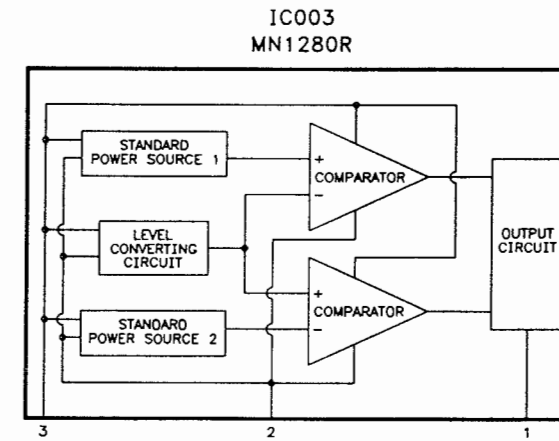 IC003
MN1280R
STANDARD
POWER SOURCE 1
+
COMPARATOR
−
LEVEL
CONVERTING
CIRCUIT
OUTPUT
CIRCUIT
+
COMPARATOR
−
STANOARO
POWER SOURCE 2
3 2 1